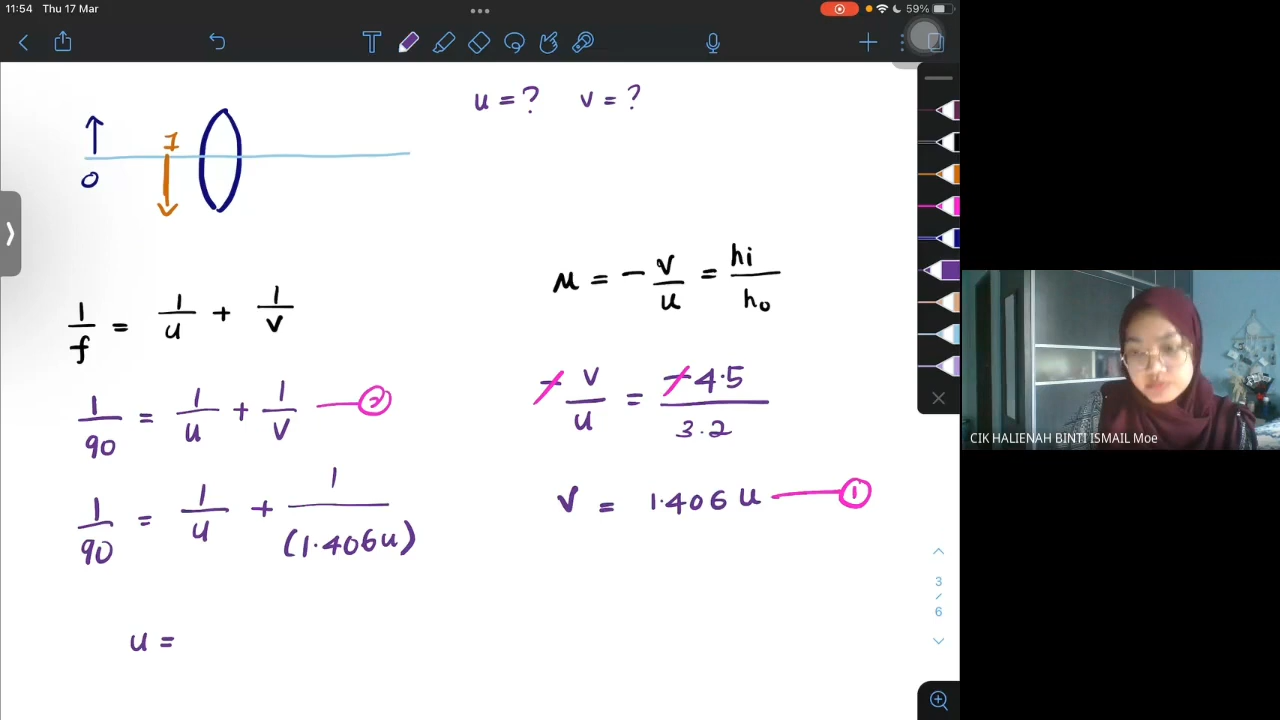 11:54 Thu 17 Mar
59%
T
u = ? v = ?
I
O
M = - v/u = hi/ho
1/f = 1/u + 1/v
- v/u = -4.5/3.2
1/90 = 1/u + 1/v — ②
v = 1.406 u — ①
1/90 = 1/u + 1/(1.406u)
u =
3
/
6
CIK HALIENAH BINTI ISMAIL Moe